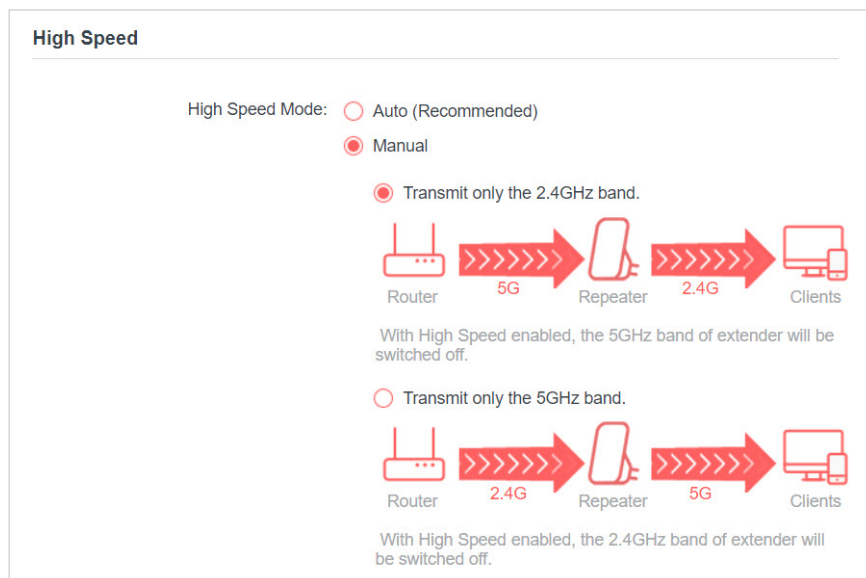 High Speed
High Speed Mode: Auto (Recommended)
Manual
Transmit only the 2.4GHz band.
5G 2.4G
Router Repeater Clients
With High Speed enabled, the 5GHz band of extender will be
switched off.
Transmit only the 5GHz band.
2.4G 5G
Router Repeater Clients
With High Speed enabled, the 2.4GHz band of extender will
be switched off.